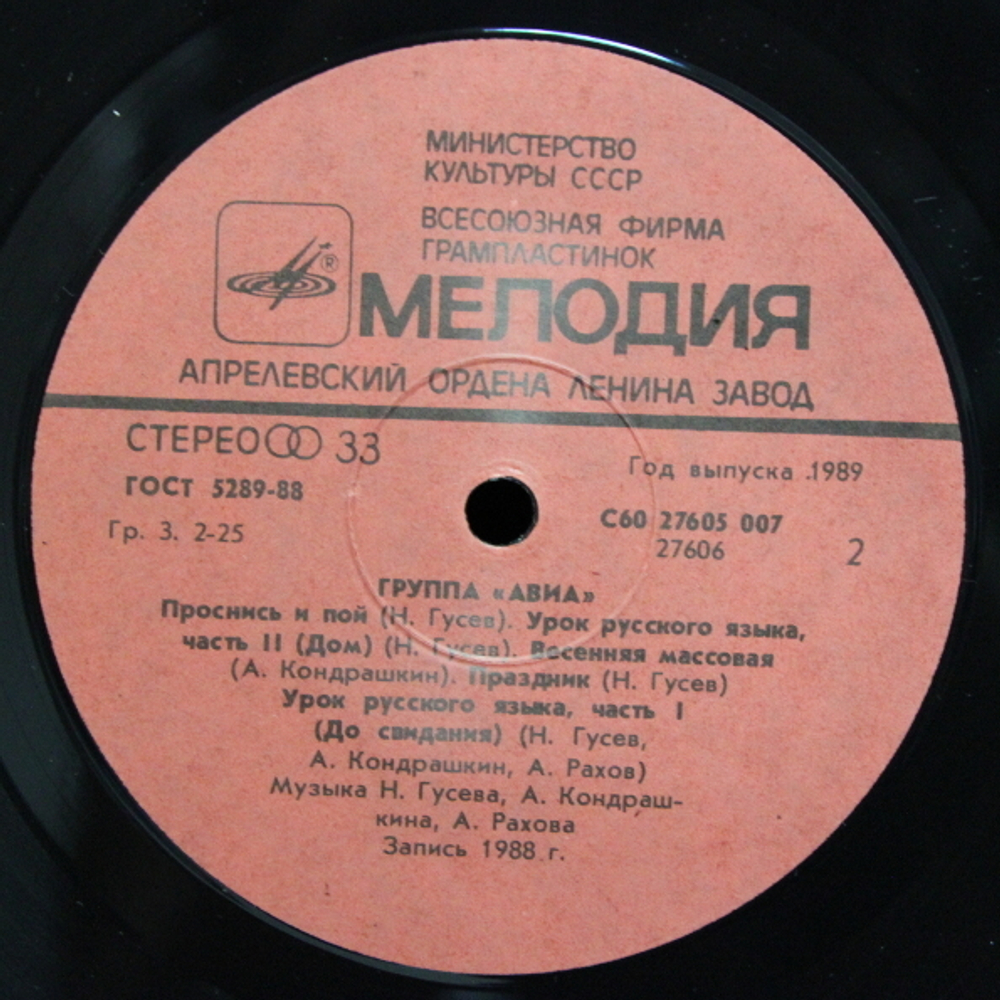 МИНИСТЕРСТВО
КУЛЬТУРЫ СССР
ВСЕСОЮЗНАЯ ФИРМА
ГРАМПЛАСТИНОК
®
МЕЛОДИЯ
АПРЕЛЕВСКИЙ ОРДЕНА ЛЕНИНА ЗАВОД
СТЕРЕО 33
Год выпуска .1989
ГОСТ 5289-88
С60 27605 007
Гр. 3. 2-25
27606
2
ГРУППА «АВИА»
Проснись и пой (Н. Гусев). Урок русского языка,
часть II (Дом) (Н. Гусев). Весенняя массовая
(А. Кондрашкин). Праздник (Н. Гусев)
Урок русского языка, часть I
(До свидания) (Н. Гусев,
А. Кондрашкин, А. Рахов)
Музыка Н. Гусева, А. Кондраш-
кина, А. Рахова
Запись 1988 г.